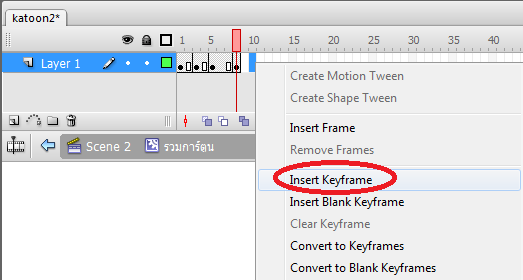 katoon2*
1 5 10 15 20 25 30 35 40
Layer 1
Create Motion Tween
Create Shape Tween
Insert Frame
Remove Frames
Scene 2 รวมการ์ตูน
Insert Keyframe
Insert Blank Keyframe
Clear Keyframe
Convert to Keyframes
Convert to Blank Keyframes